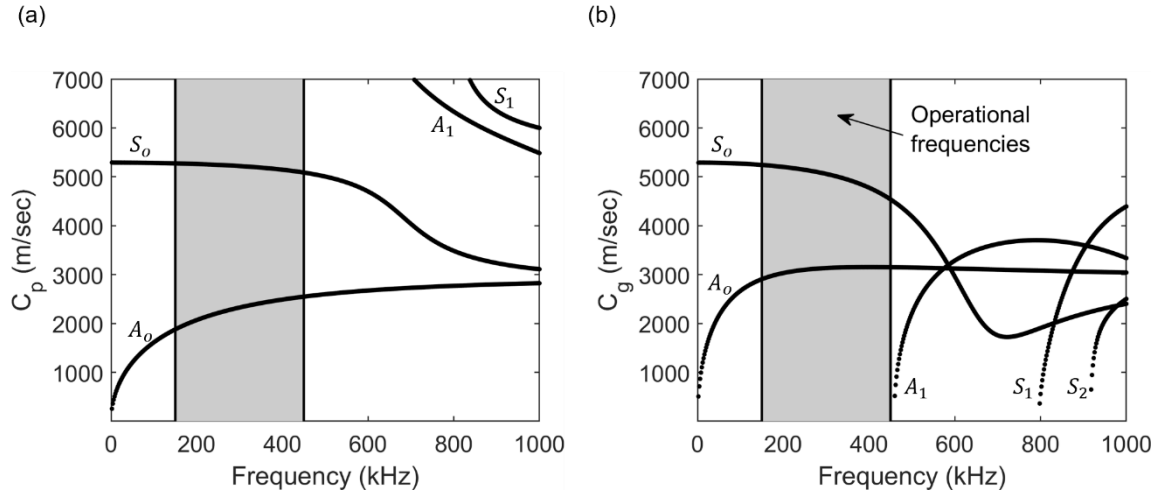 (a)
7000
6000
5000
4000
3000
2000
1000
0
200
400
600
800
1000
C_p (m/sec)
Frequency (kHz)
S_o
A_o
A_1
S_1
(b)
7000
6000
5000
4000
3000
2000
1000
0
200
400
600
800
1000
C_g (m/sec)
Frequency (kHz)
Operational
frequencies
S_o
A_o
A_1
S_1
S_2